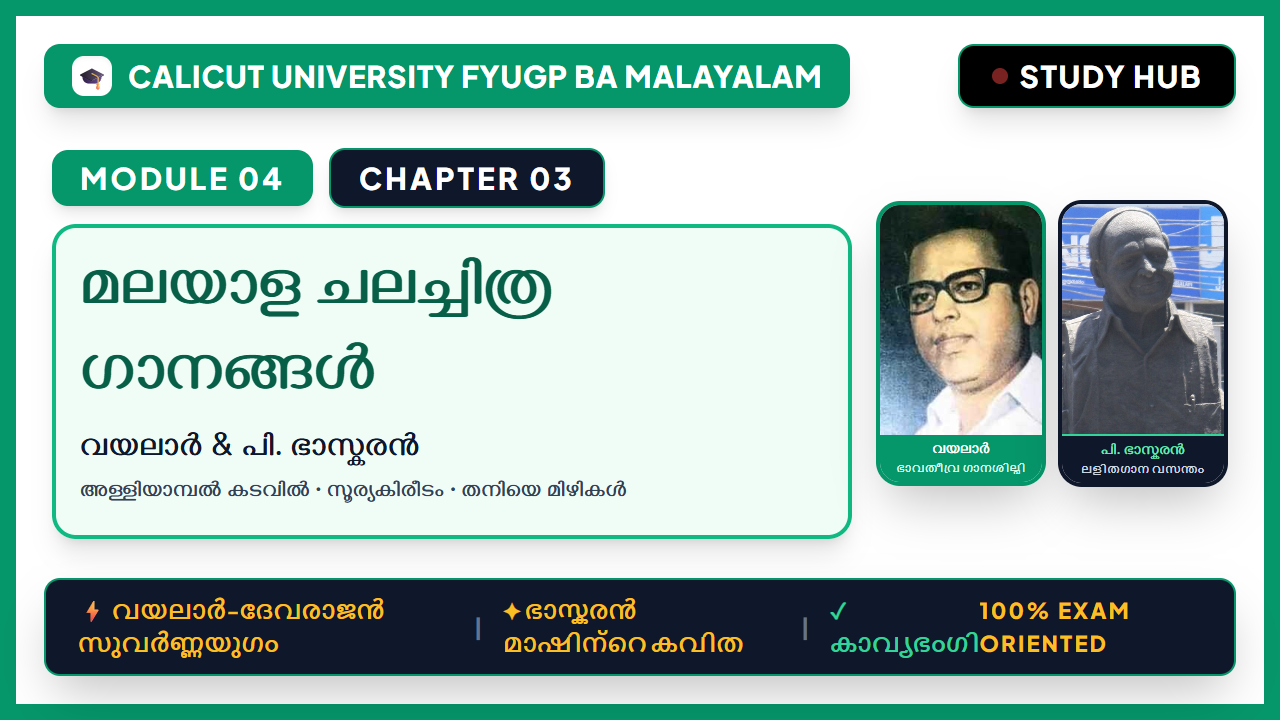 CALICUT UNIVERSITY FYUGP BA MALAYALAM
STUDY HUB
MODULE 04
CHAPTER 03
മലയാള ചലച്ചിത്ര
ഗാനങ്ങൾ
വയലാർ & പി. ഭാസ്കരൻ
അള്ളിയാമ്പൽ കടവിൽ · സൂര്യകിരീടം · തനിയെ മിഴികൾ
വയലാർ
ഭാവതീവ്ര ഗാനശില്പി
പി. ഭാസ്കരൻ
ലളിതഗാന വസന്തം
⚡ വയലാർ-ദേവരാജൻ
സുവർണ്ണയുഗം
|
✦ ഭാസ്കരൻ
മാഷിന്റെ കവിത
|
✓
കാവ്യഭംഗി
100% EXAM
ORIENTED